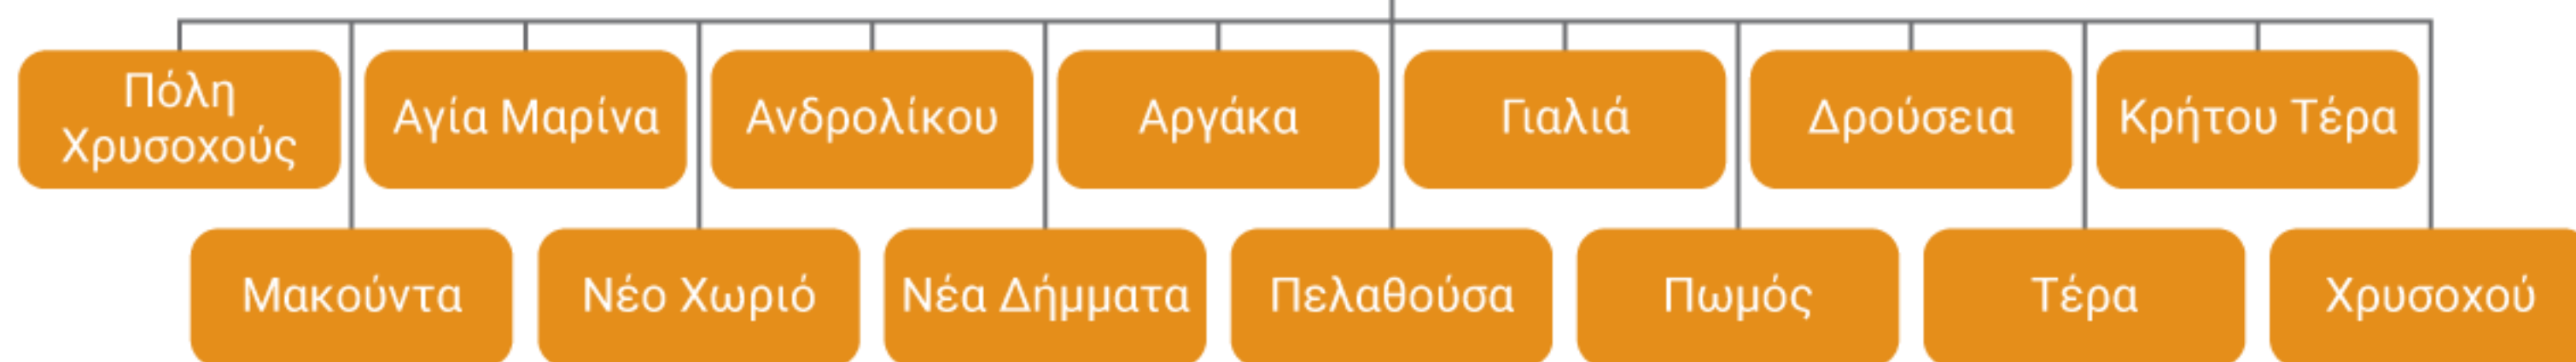 Πόλη
Χρυσοχούς
Αγία Μαρίνα
Ανδρολίκου
Αργάκα
Γιαλιά
Δρούσεια
Κρήτου Τέρα
Μακούντα
Νέο Χωριό
Νέα Δήμματα
Πελαθούσα
Πωμός
Τέρα
Χρυσοχού